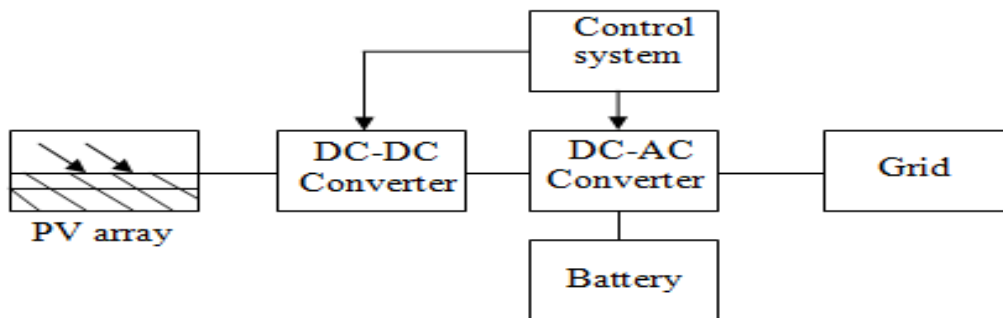 Control
system
DC-DC
Converter
DC-AC
Converter
Grid
PV array
Battery